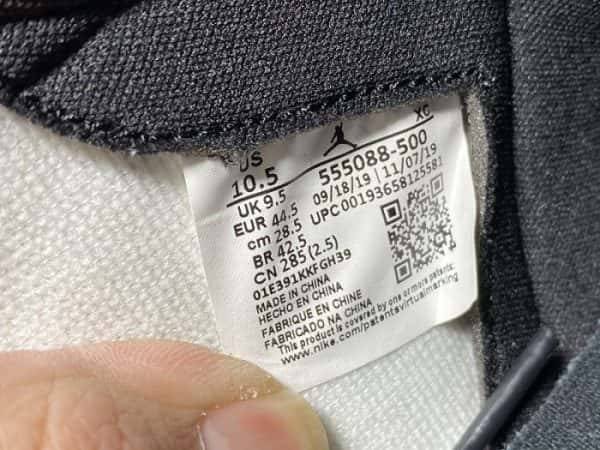 US
XC
10.5
555088-500
UK 9.5
09/18/19 | 11/07/19
EUR 44.5
UPC00193658125581
cm 28.5
BR 42.5
CN 285(2.5)
01E391KKFGH39
MADE IN CHINA
HECHO EN CHINA
FABRIQUE EN CHINE
FABRICADO NA CHINA
This product is covered by one or more patents:
www.nike.com/patentsvirtualmarking